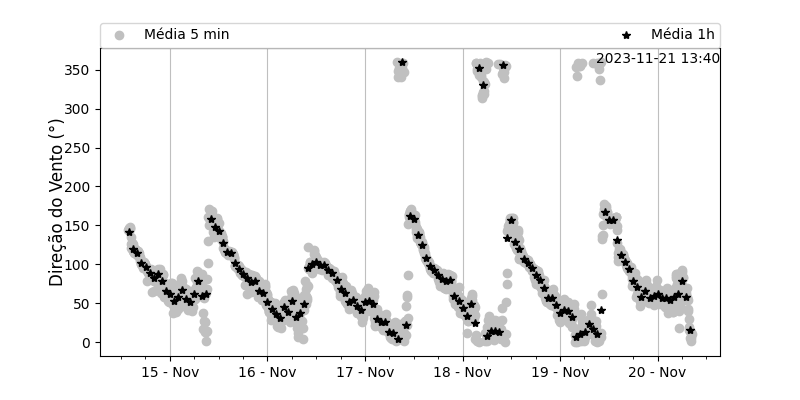 Média 5 min
Média 1h
2023-11-21 13:40
Direção do Vento (°)
350
300
250
200
150
100
50
0
15 - Nov
16 - Nov
17 - Nov
18 - Nov
19 - Nov
20 - Nov